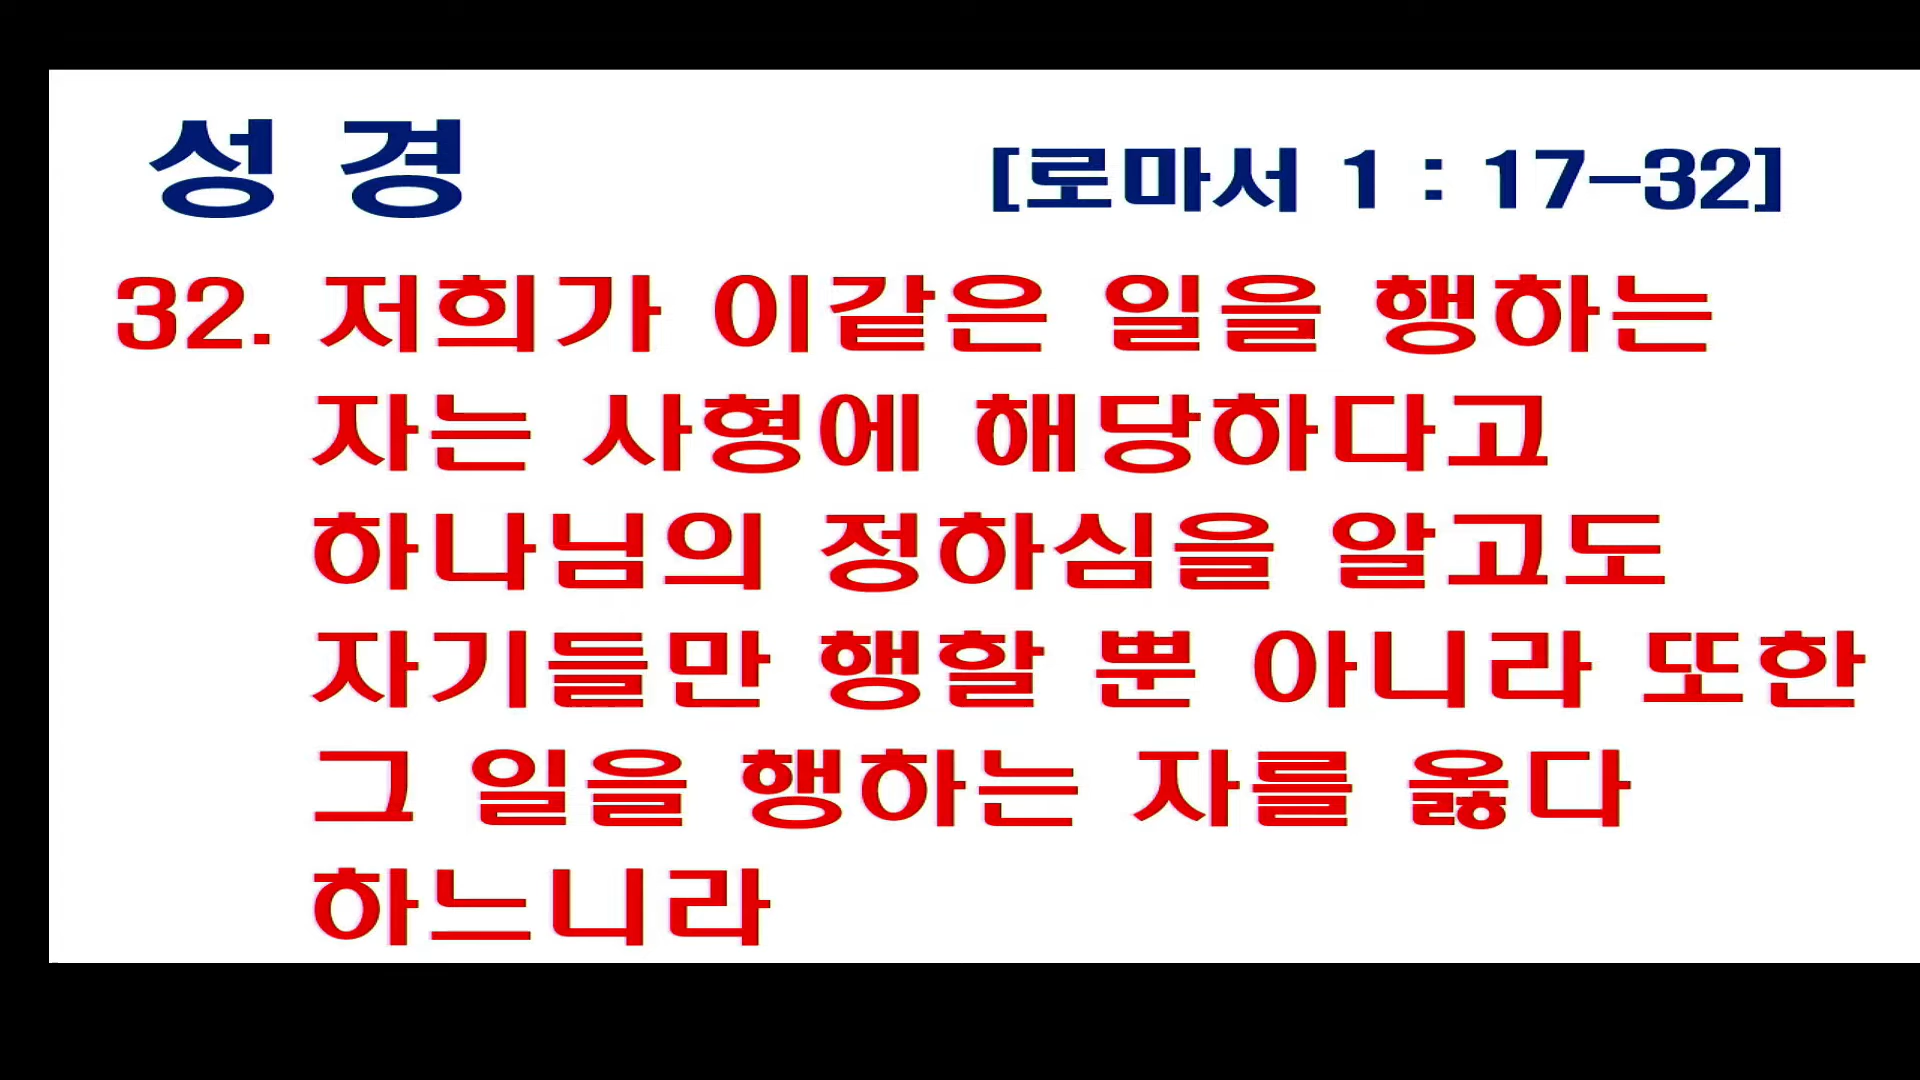 성 경 [로마서 1 : 17-32]
32. 저희가 이같은 일을 행하는
자는 사형에 해당하다고
하나님의 정하심을 알고도
자기들만 행할 뿐 아니라 또한
그 일을 행하는 자를 옳다
하느니라